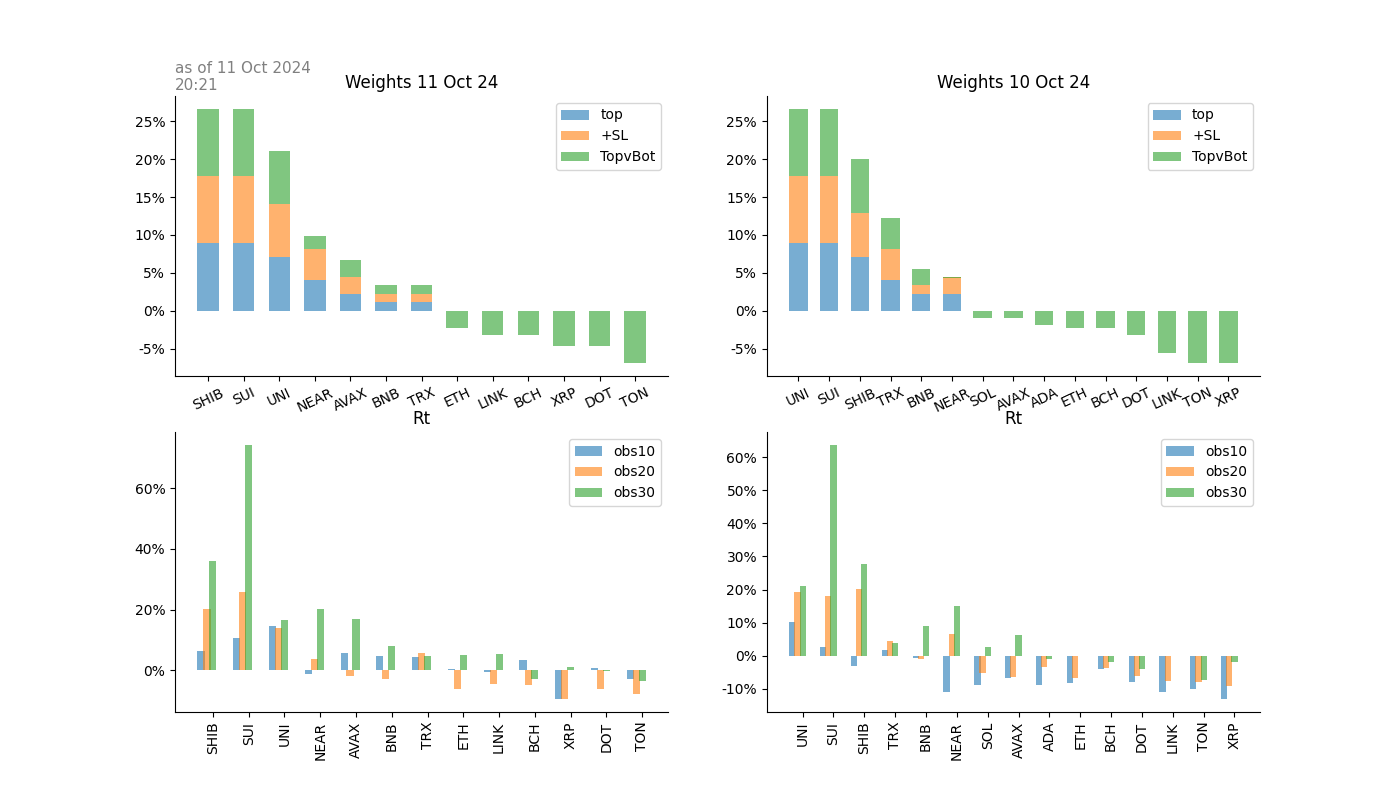 as of 11 Oct 2024
20:21
Weights 11 Oct 24
25%
20%
15%
10%
5%
0%
-5%
top
+SL
TopvBot
SHIB SUI UNI NEAR AVAX BNB TRX ETH LINK BCH XRP DOT TON
Weights 10 Oct 24
25%
20%
15%
10%
5%
0%
-5%
top
+SL
TopvBot
UNI SUI SHIB TRX BNB NEAR SOL AVAX ADA ETH BCH DOT LINK TON XRP
Rt
60%
40%
20%
0%
obs10
obs20
obs30
SHIB SUI UNI NEAR AVAX BNB TRX ETH LINK BCH XRP DOT TON
Rt
60%
50%
40%
30%
20%
10%
0%
-10%
obs10
obs20
obs30
UNI SUI SHIB TRX BNB NEAR SOL AVAX ADA ETH BCH DOT LINK TON XRP